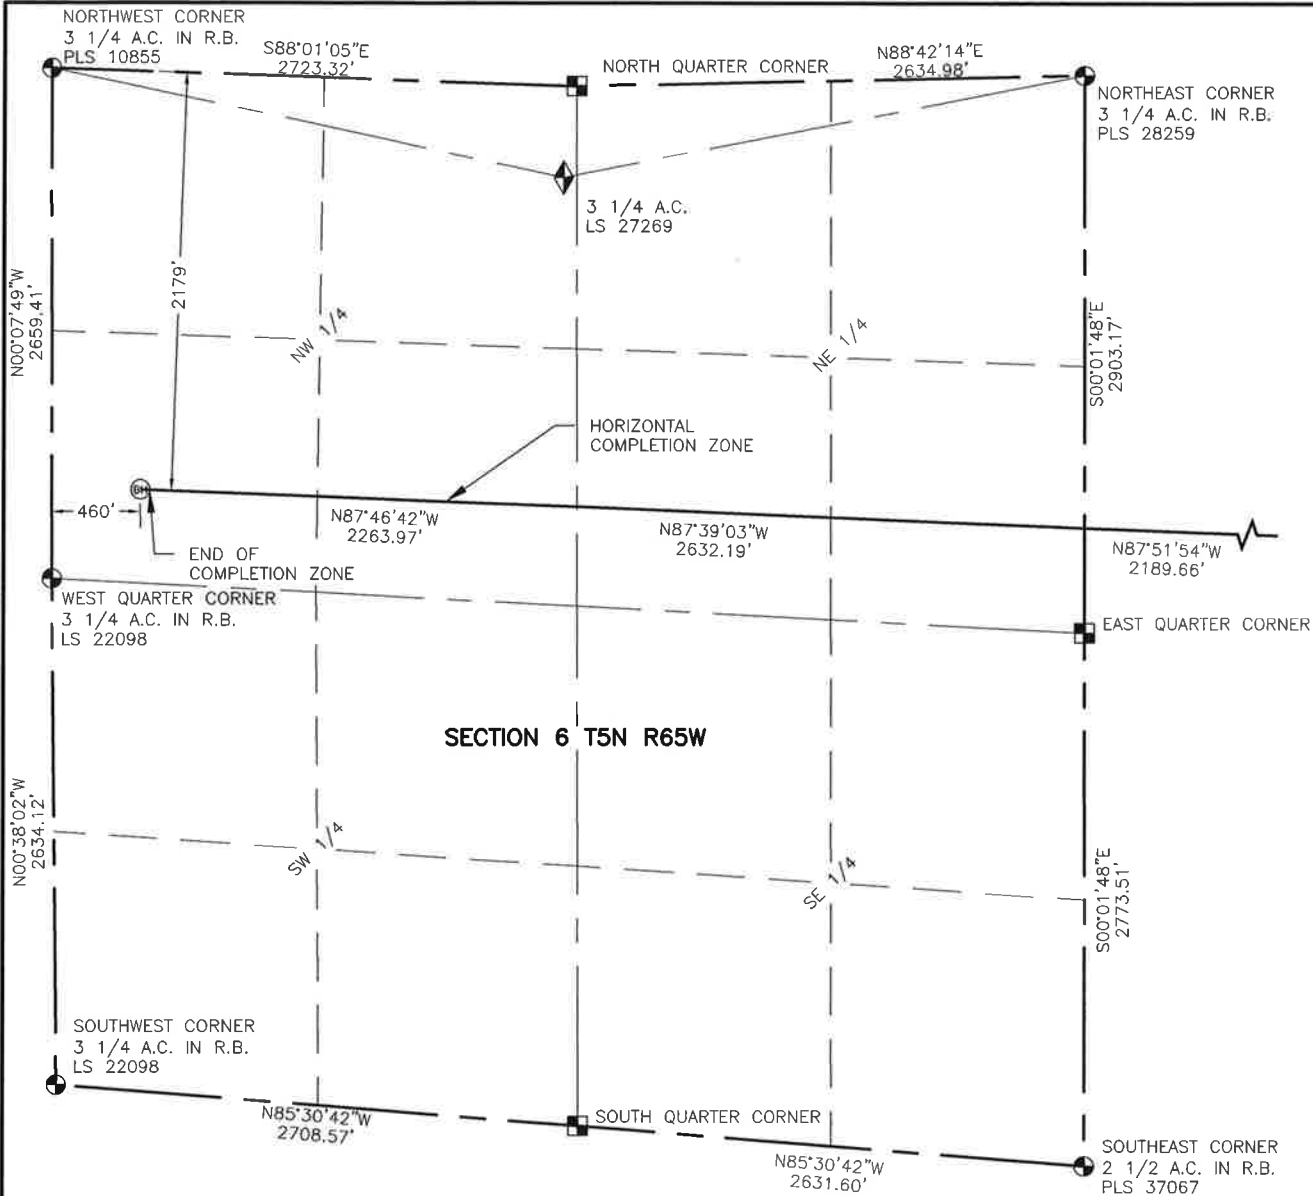 NORTHWEST CORNER
3 1/4 A.C. IN R.B.
PLS 10855
S88°01'05"E
2723.32'
NORTH QUARTER CORNER
N88°42'14"E
2634.98'
NORTHEAST CORNER
3 1/4 A.C. IN R.B.
PLS 28259
3 1/4 A.C.
LS 27269
N00°07'49"W
2659.41'
2179'
NW 1/4
NE 1/4
S00°01'48"E
2903.17'
HORIZONTAL
COMPLETION ZONE
BH
460'
N87°46'42"W
2263.97'
N87°39'03"W
2632.19'
N87°51'54"W
2189.66'
END OF
COMPLETION ZONE
WEST QUARTER CORNER
3 1/4 A.C. IN R.B.
LS 22098
EAST QUARTER CORNER
SECTION 6 T5N R65W
N00°38'02"W
2634.12'
SW 1/4
SE 1/4
S00°01'48"E
2773.51'
SOUTHWEST CORNER
3 1/4 A.C. IN R.B.
LS 22098
N85°30'42"W
2708.57'
SOUTH QUARTER CORNER
N85°30'42"W
2631.60'
SOUTHEAST CORNER
2 1/2 A.C. IN R.B.
PLS 37067